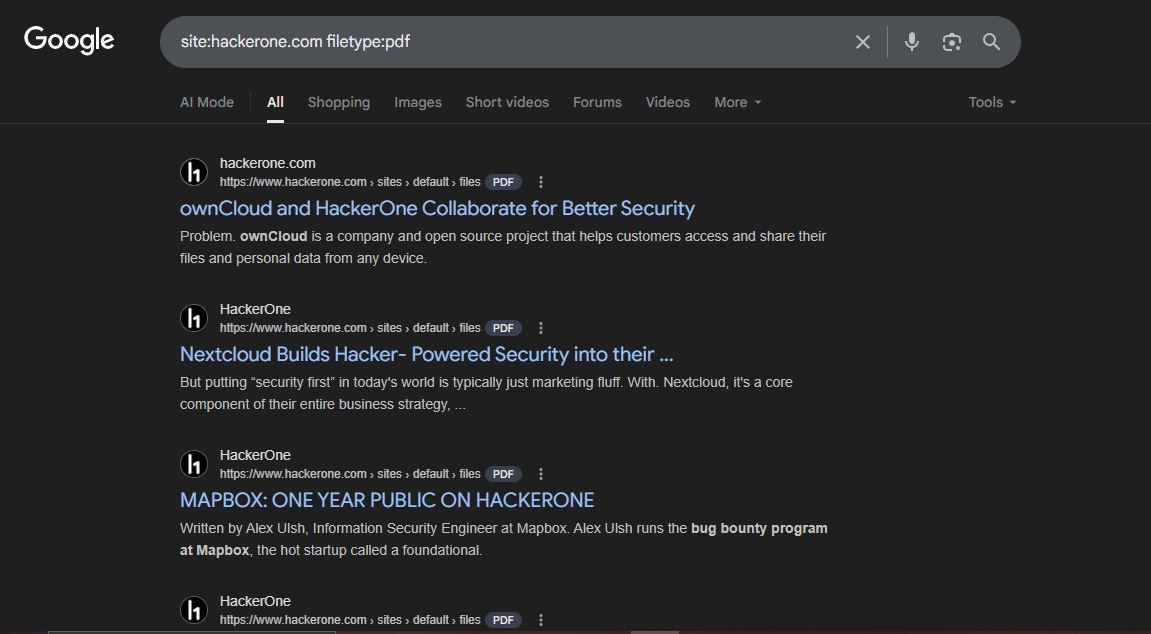 Google
site:hackerone.com filetype:pdf
AI Mode All Shopping Images Short videos Forums Videos More Tools
hackerone.com
https://www.hackerone.com › sites › default › files PDF
ownCloud and HackerOne Collaborate for Better Security
Problem. ownCloud is a company and open source project that helps customers access and share their
files and personal data from any device.
HackerOne
https://www.hackerone.com › sites › default › files PDF
Nextcloud Builds Hacker- Powered Security into their ...
But putting “security first” in today's world is typically just marketing fluff. With. Nextcloud, it's a core
component of their entire business strategy, ...
HackerOne
https://www.hackerone.com › sites › default › files PDF
MAPBOX: ONE YEAR PUBLIC ON HACKERONE
Written by Alex Ulsh, Information Security Engineer at Mapbox. Alex Ulsh runs the bug bounty program
at Mapbox, the hot startup called a foundational.
HackerOne
https://www.hackerone.com › sites › default › files PDF